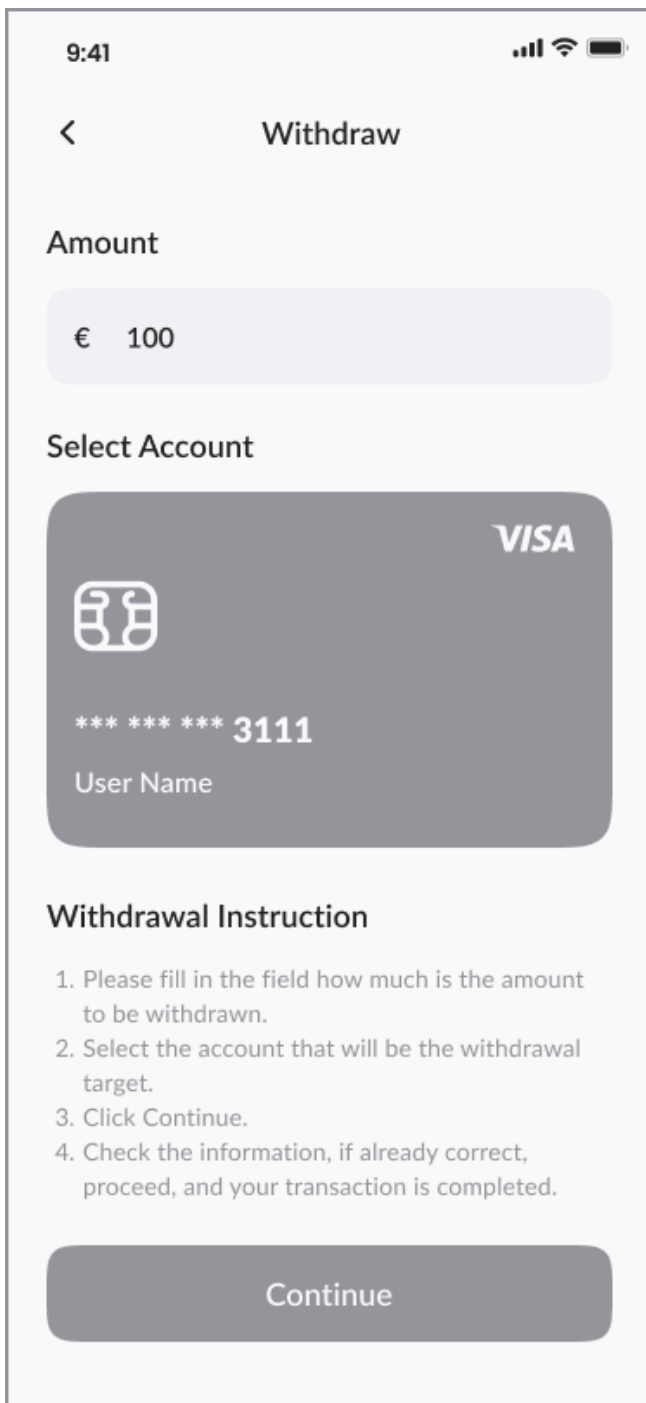 9:41
Withdraw
Amount
€ 100
Select Account
VISA
*** *** *** 3111
User Name
Withdrawal Instruction
1. Please fill in the field how much is the amount
to be withdrawn.
2. Select the account that will be the withdrawal
target.
3. Click Continue.
4. Check the information, if already correct,
proceed, and your transaction is completed.
Continue